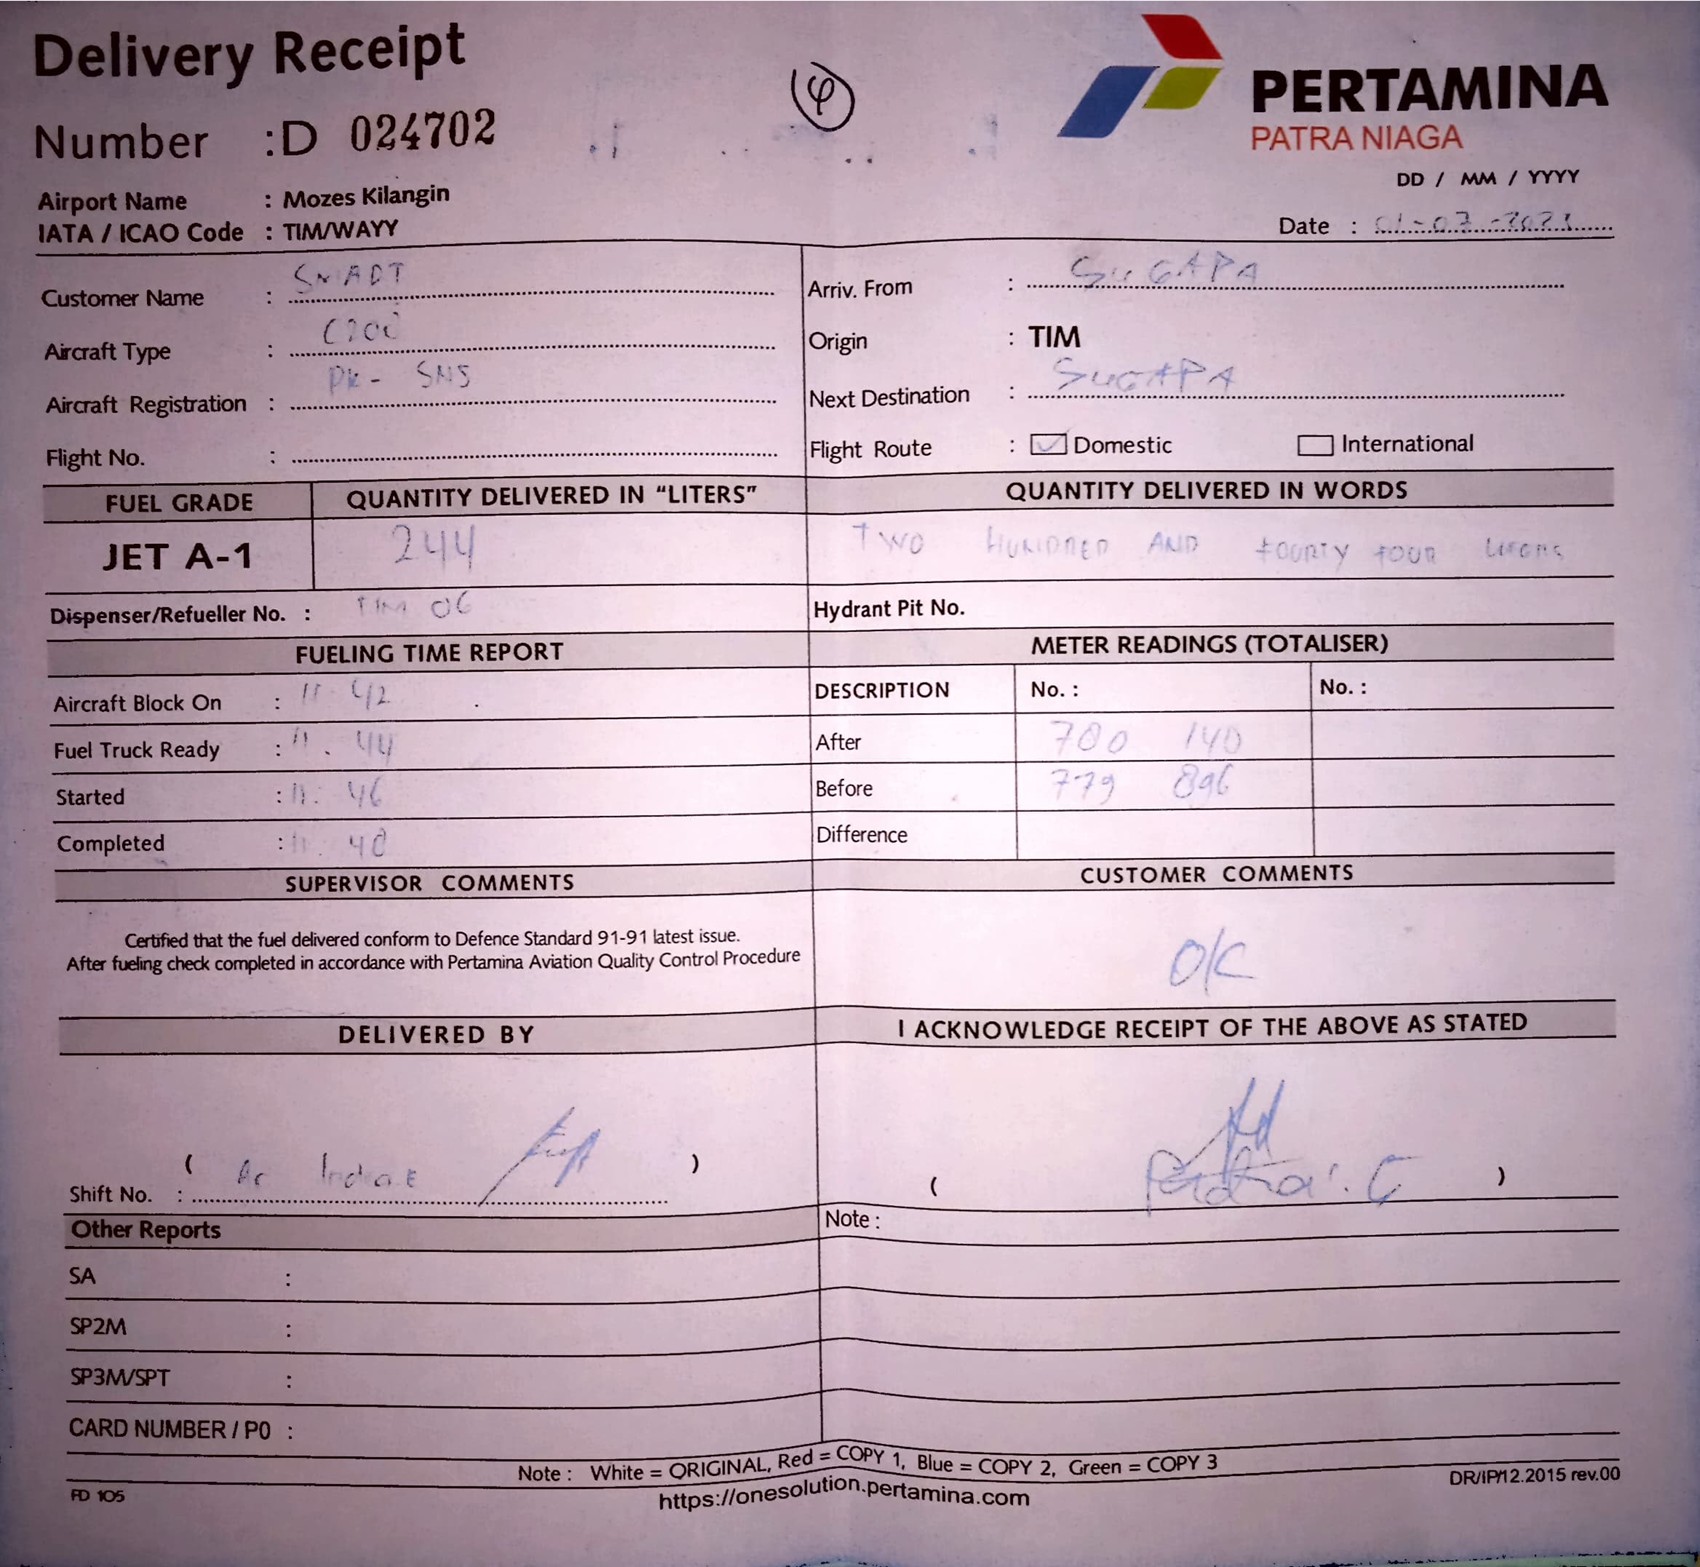 Delivery Receipt
Number :D 024702
4
PERTAMINA
PATRA NIAGA
DD / MM / YYYY
Airport Name : Mozes Kilangin
IATA / ICAO Code : TIM/WAYY
Date : 01-07-2023
Customer Name : SMART
Arriv. From : SUGAPA
Aircraft Type :
Origin : TIM
Aircraft Registration : PK- SNS
Next Destination : SUGAPA
Flight No. :
Flight Route : Domestic International
FUEL GRADE QUANTITY DELIVERED IN “LITERS” QUANTITY DELIVERED IN WORDS
JET A-1 244 TWO HUNDRED AND FOURTY FOUR LITERS
Dispenser/Refueller No. : TIM 06 Hydrant Pit No.
FUELING TIME REPORT METER READINGS (TOTALISER)
Aircraft Block On : 11. 42 DESCRIPTION No. : No. :
Fuel Truck Ready : 11. 44 After 780 140
Started : 11. 46 Before 779 896
Completed : 11. 48 Difference
SUPERVISOR COMMENTS CUSTOMER COMMENTS
Certified that the fuel delivered conform to Defence Standard 91-91 latest issue.
After fueling check completed in accordance with Pertamina Aviation Quality Control Procedure
OK
DELIVERED BY I ACKNOWLEDGE RECEIPT OF THE ABOVE AS STATED
( ) ( )
Shift No. :
Other Reports Note :
SA :
SP2M :
SP3M/SPT :
CARD NUMBER / P0 :
Note : White = ORIGINAL, Red = COPY 1, Blue = COPY 2, Green = COPY 3
FD 105 https://onesolution.pertamina.com DR/IP/12.2015 rev.00